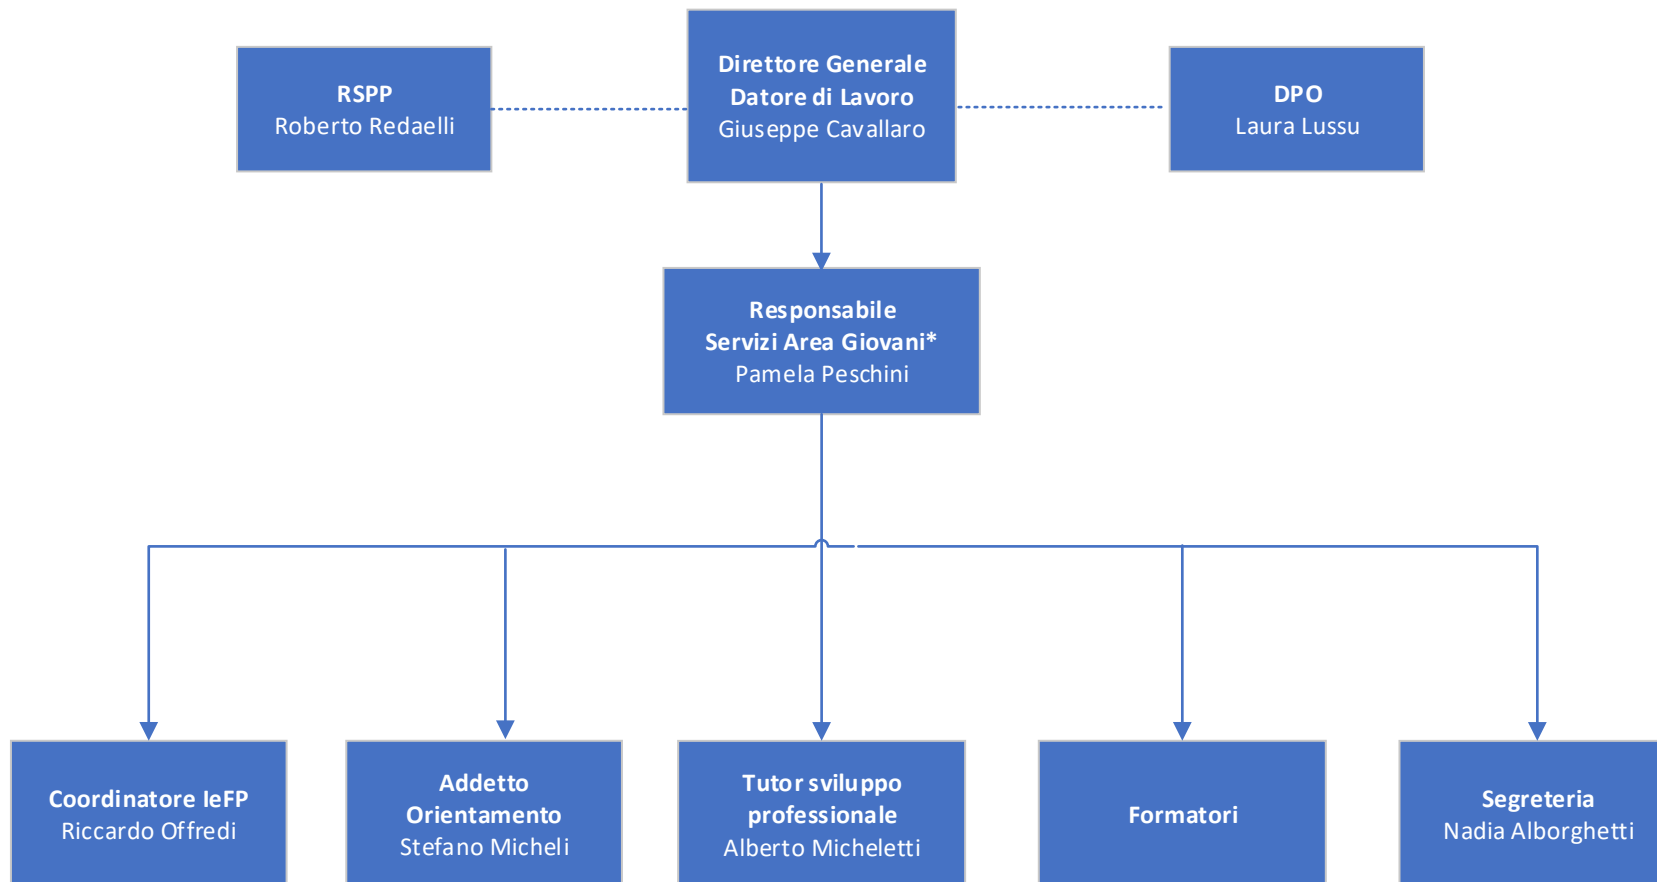 RSPP
Roberto Redaelli
Direttore Generale
Datore di Lavoro
Giuseppe Cavallaro
DPO
Laura Lussu
Responsabile
Servizi Area Giovani*
Pamela Peschini
Coordinatore IeFP
Riccardo Offredi
Addetto
Orientamento
Stefano Micheli
Tutor sviluppo
professionale
Alberto Micheletti
Formatori
Segreteria
Nadia Alborghetti